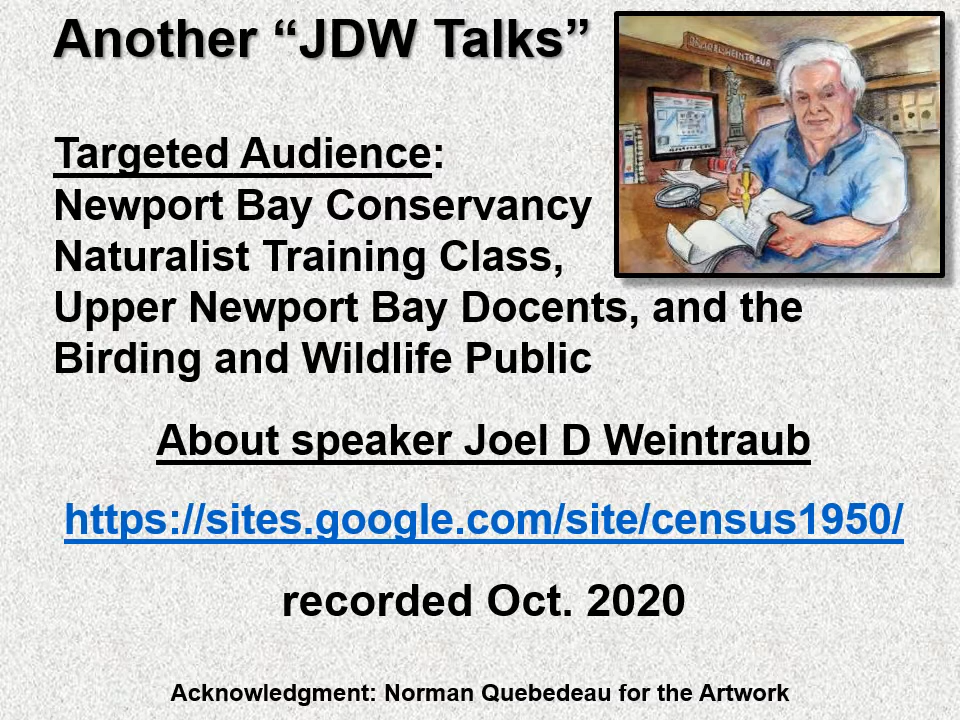 Another “JDW Talks”
Targeted Audience:
Newport Bay Conservancy
Naturalist Training Class,
Upper Newport Bay Docents, and the
Birding and Wildlife Public
About speaker Joel D Weintraub
https://sites.google.com/site/census1950/
recorded Oct. 2020
Acknowledgment: Norman Quebedeau for the Artwork